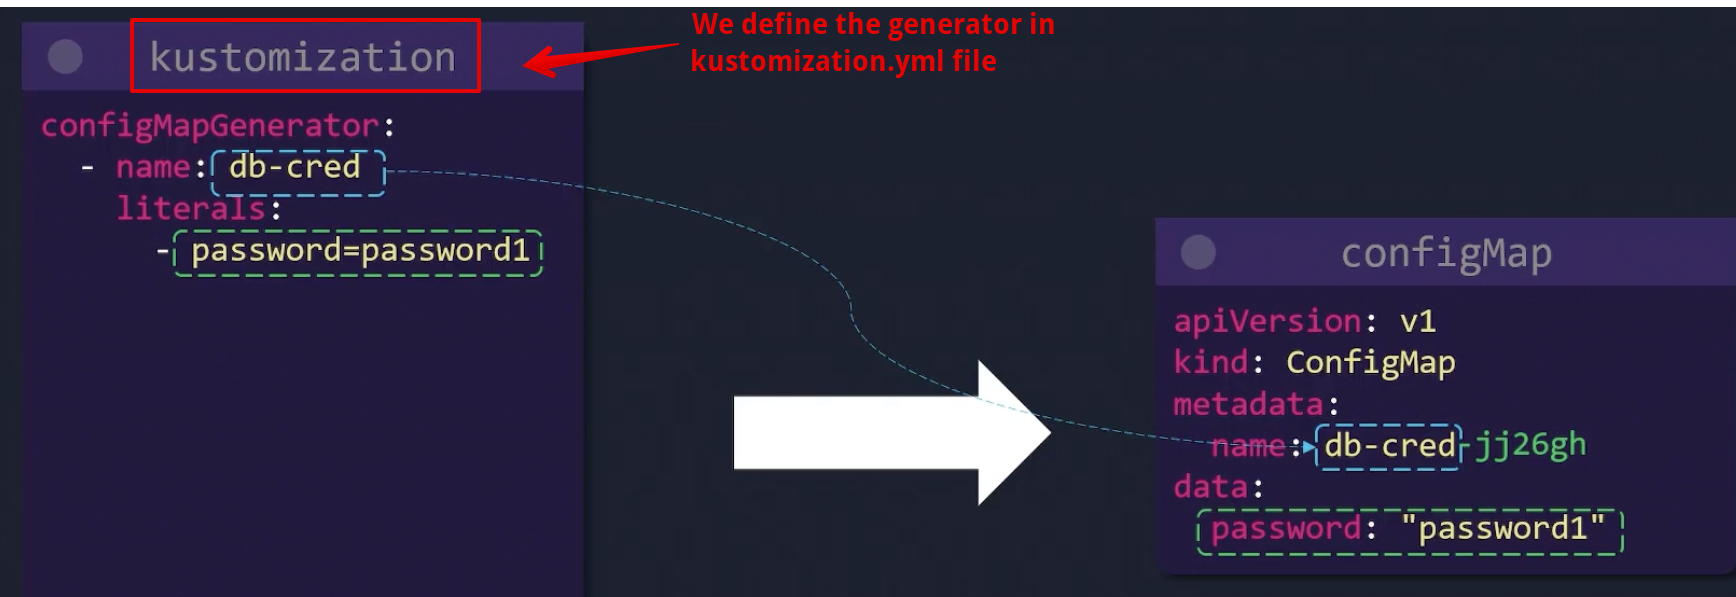 We define the generator in
kustomization.yml file
kustomization
configMapGenerator:
  - name: db-cred
    literals:
      - password=password1
configMap
apiVersion: v1
kind: ConfigMap
metadata:
  name: db-cred-jj26gh
data:
  password: "password1"